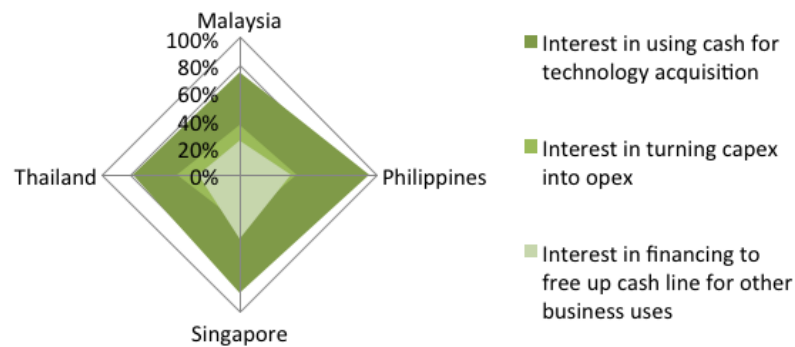 Malaysia
100%
80%
60%
40%
20%
0%
Thailand
Philippines
Singapore
Interest in using cash for
technology acquisition
Interest in turning capex
into opex
Interest in financing to
free up cash line for other
business uses